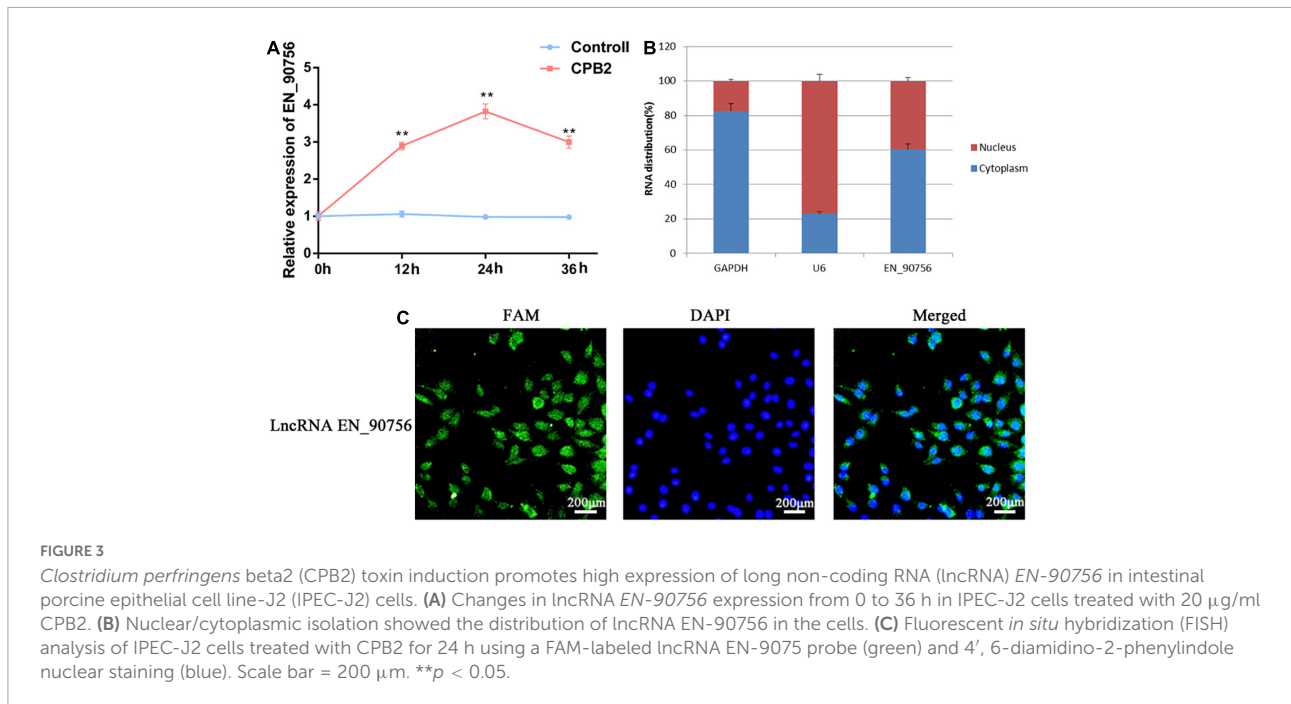 A
Controll
CPB2
Relative expression of EN_90756
5
4
3
2
1
0
**
**
**
0h 12h 24h 36h
B
RNA distribution(%)
120
100
80
60
40
20
0
GAPDH U6 EN_90756
Nucleus
Cytoplasm
C
FAM DAPI Merged
LncRNA EN_90756
200μm 200μm 200μm
FIGURE 3
Clostridium perfringens beta2 (CPB2) toxin induction promotes high expression of long non-coding RNA (lncRNA) EN-90756 in intestinal
porcine epithelial cell line-J2 (IPEC-J2) cells. (A) Changes in lncRNA EN-90756 expression from 0 to 36 h in IPEC-J2 cells treated with 20 μg/ml
CPB2. (B) Nuclear/cytoplasmic isolation showed the distribution of lncRNA EN-90756 in the cells. (C) Fluorescent in situ hybridization (FISH)
analysis of IPEC-J2 cells treated with CPB2 for 24 h using a FAM-labeled lncRNA EN-9075 probe (green) and 4′, 6-diamidino-2-phenylindole
nuclear staining (blue). Scale bar = 200 μm. **p < 0.05.